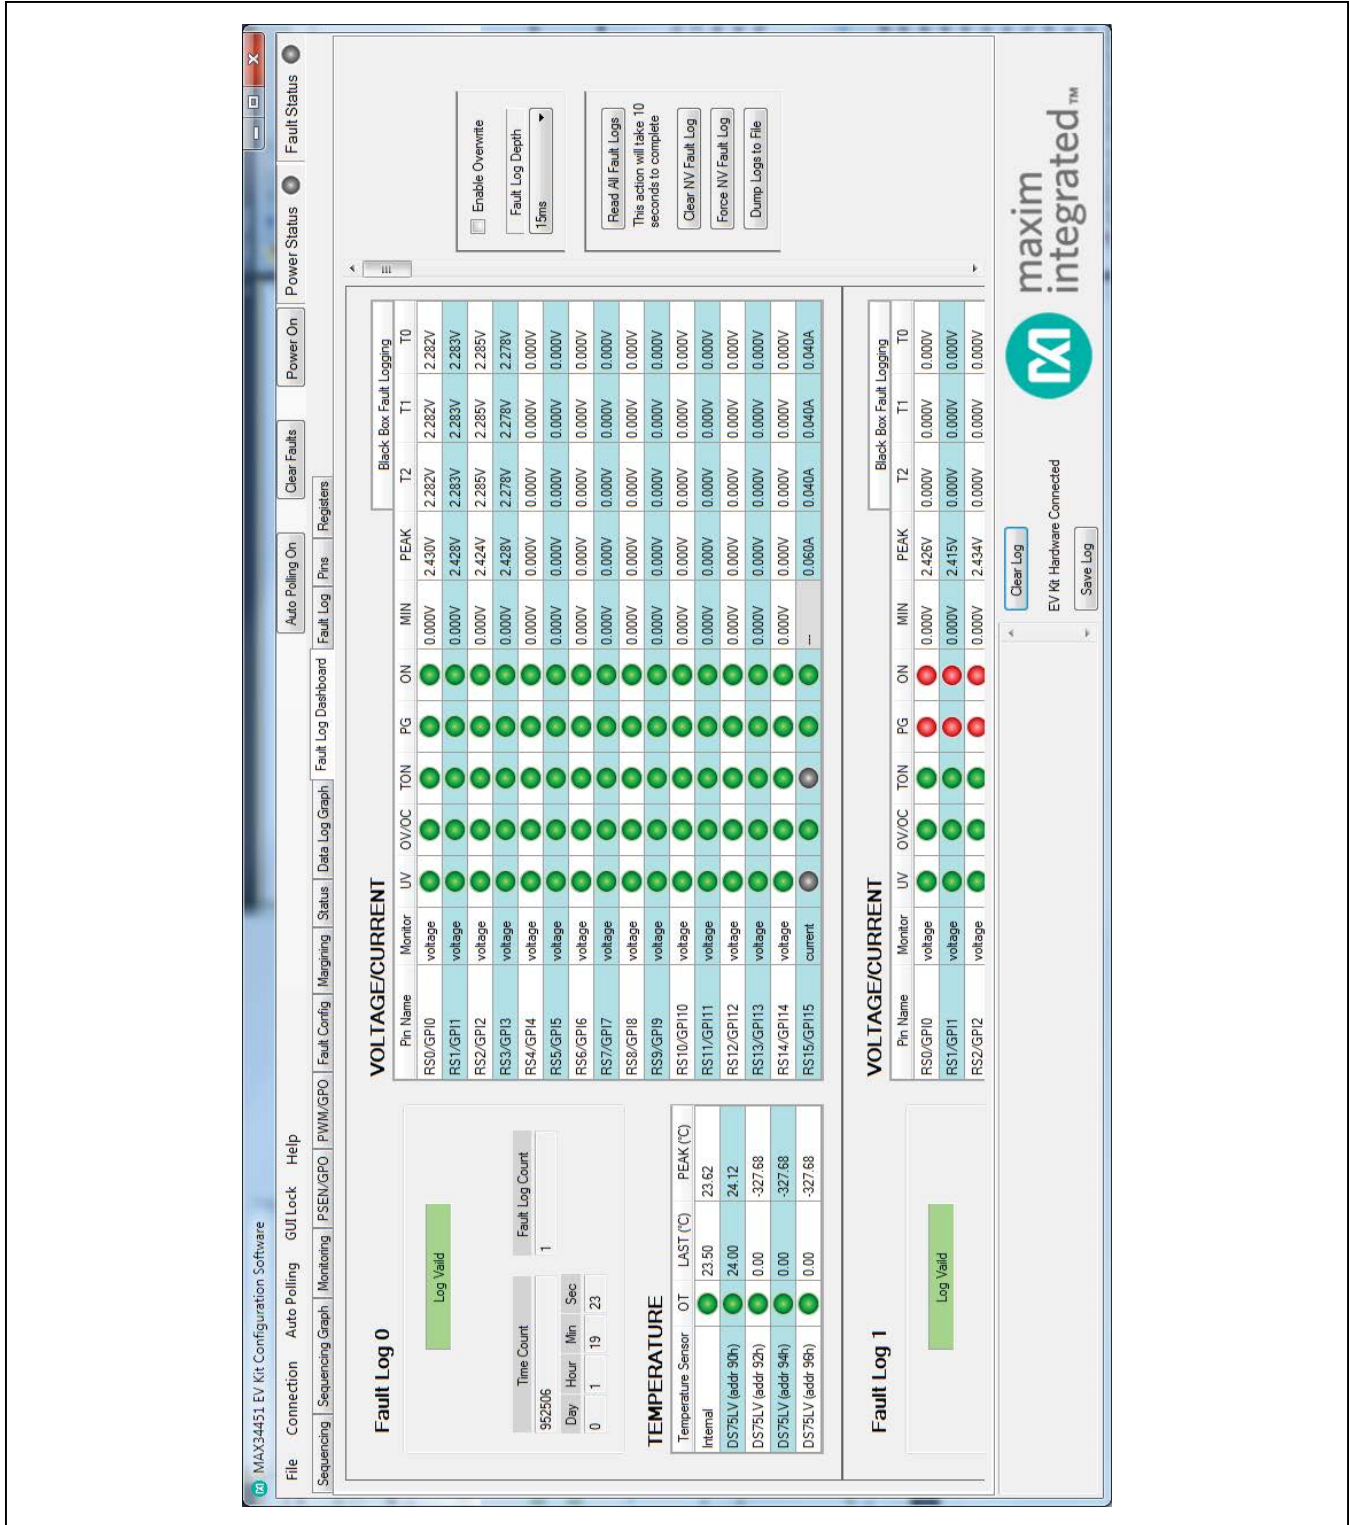 MAX34451 EV Kit Configuration Software
File Connection Auto Polling GUI Lock Help Auto Polling On Clear Faults Power On Power Status Fault Status
Sequencing Sequencing Graph Monitoring PSEN/GPO PWM/GPO Fault Config Margining Status Data Log Graph Fault Log Dashboard Fault Log Pins Registers
Fault Log 0
Log Vaild
Time Count Fault Log Count
952506 1
Day Hour Min Sec
0 1 19 23
TEMPERATURE
Temperature Sensor OT LAST (°C) PEAK (°C)
Internal 23.50 23.62
DS75LV (addr 90h) 24.00 24.12
DS75LV (addr 92h) 0.00 -327.68
DS75LV (addr 94h) 0.00 -327.68
DS75LV (addr 96h) 0.00 -327.68
VOLTAGE/CURRENT
Black Box Fault Logging
Pin Name Monitor UV OV/OC TON PG ON MIN PEAK T2 T1 T0
RS0/GPI0 voltage 0.000V 2.430V 2.282V 2.282V 2.282V
RS1/GPI1 voltage 0.000V 2.428V 2.283V 2.283V 2.283V
RS2/GPI2 voltage 0.000V 2.424V 2.285V 2.285V 2.285V
RS3/GPI3 voltage 0.000V 2.428V 2.278V 2.278V 2.278V
RS4/GPI4 voltage 0.000V 0.000V 0.000V 0.000V 0.000V
RS5/GPI5 voltage 0.000V 0.000V 0.000V 0.000V 0.000V
RS6/GPI6 voltage 0.000V 0.000V 0.000V 0.000V 0.000V
RS7/GPI7 voltage 0.000V 0.000V 0.000V 0.000V 0.000V
RS8/GPI8 voltage 0.000V 0.000V 0.000V 0.000V 0.000V
RS9/GPI9 voltage 0.000V 0.000V 0.000V 0.000V 0.000V
RS10/GPI10 voltage 0.000V 0.000V 0.000V 0.000V 0.000V
RS11/GPI11 voltage 0.000V 0.000V 0.000V 0.000V 0.000V
RS12/GPI12 voltage 0.000V 0.000V 0.000V 0.000V 0.000V
RS13/GPI13 voltage 0.000V 0.000V 0.000V 0.000V 0.000V
RS14/GPI14 voltage 0.000V 0.000V 0.000V 0.000V 0.000V
RS15/GPI15 current --- 0.060A 0.040A 0.040A 0.040A
Enable Overwrite
Fault Log Depth
15ms
Read All Fault Logs
This action will take 10
seconds to complete
Clear NV Fault Log
Force NV Fault Log
Dump Logs to File
Fault Log 1
Log Vaild
VOLTAGE/CURRENT
Black Box Fault Logging
Pin Name Monitor UV OV/OC TON PG ON MIN PEAK T2 T1 T0
RS0/GPI0 voltage 0.000V 2.426V 0.000V 0.000V 0.000V
RS1/GPI1 voltage 0.000V 2.415V 0.000V 0.000V 0.000V
RS2/GPI2 voltage 0.000V 2.434V 0.000V 0.000V 0.000V
Clear Log
EV Kit Hardware Connected
Save Log
maxim
integrated™